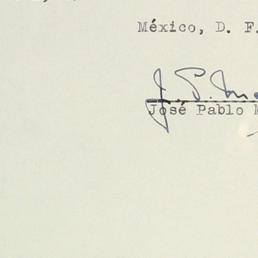 México, D. F.
José Pablo M